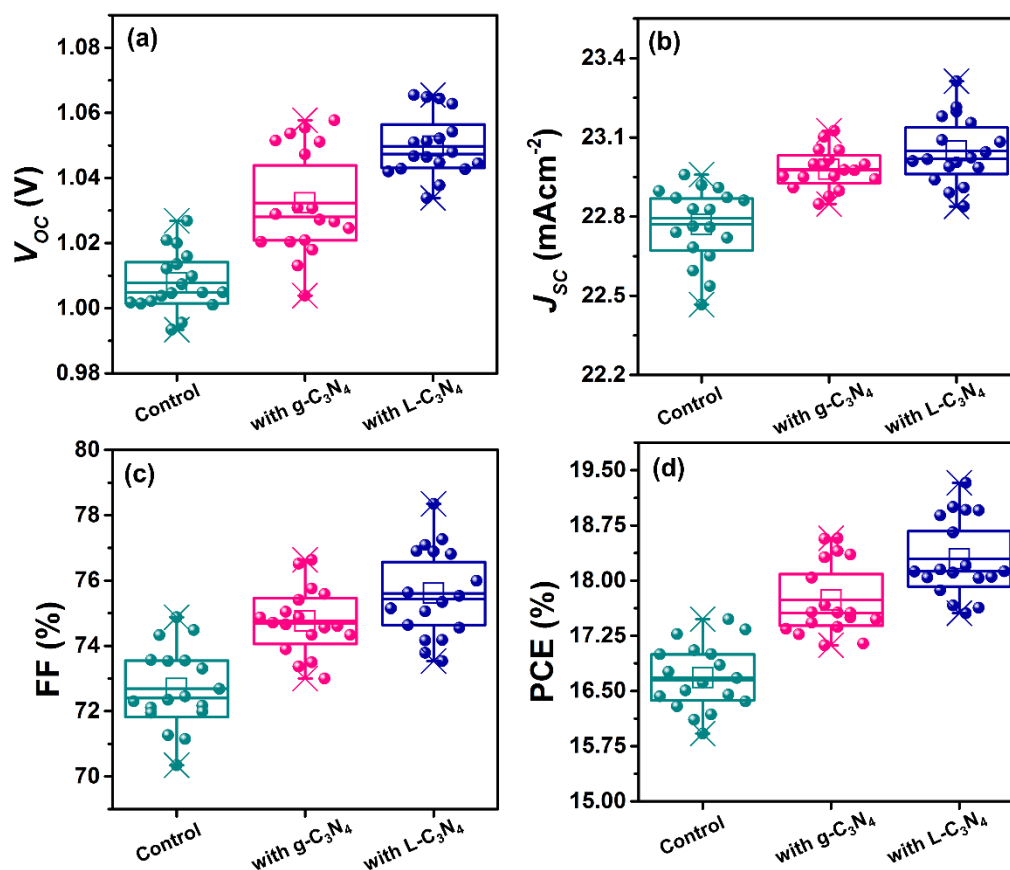 (a)
V_OC (V)
1.08
1.06
1.04
1.02
1.00
0.98
Control
with g-C₃N₄
with L-C₃N₄
(b)
J_SC (mAcm⁻²)
23.4
23.1
22.8
22.5
22.2
Control
with g-C₃N₄
with L-C₃N₄
(c)
FF (%)
80
78
76
74
72
70
Control
with g-C₃N₄
with L-C₃N₄
(d)
PCE (%)
19.50
18.75
18.00
17.25
16.50
15.75
15.00
Control
with g-C₃N₄
with L-C₃N₄